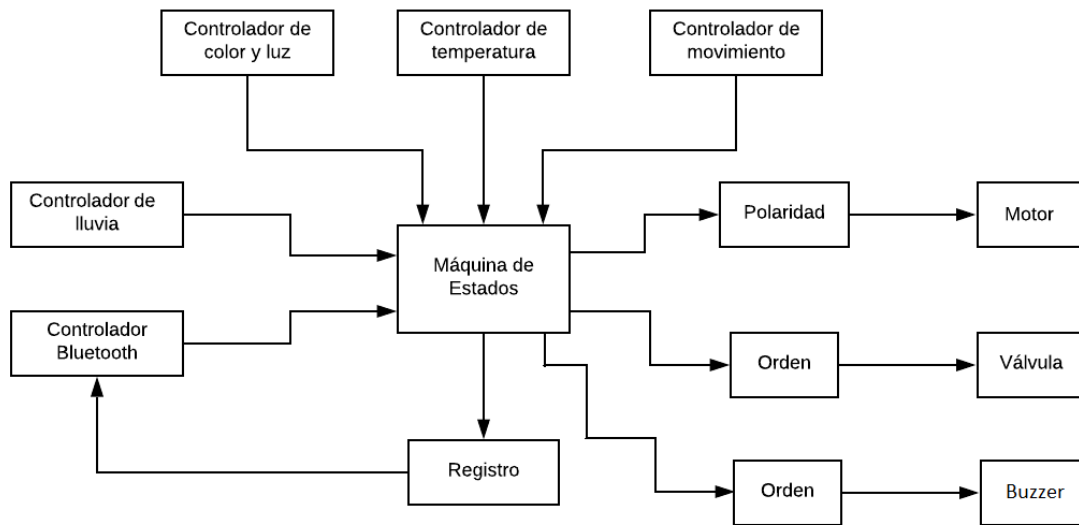 Controlador de
color y luz
Controlador de
temperatura
Controlador de
movimiento
Controlador de
lluvia
Polaridad
Motor
Máquina de
Estados
Controlador
Bluetooth
Orden
Válvula
Registro
Orden
Buzzer